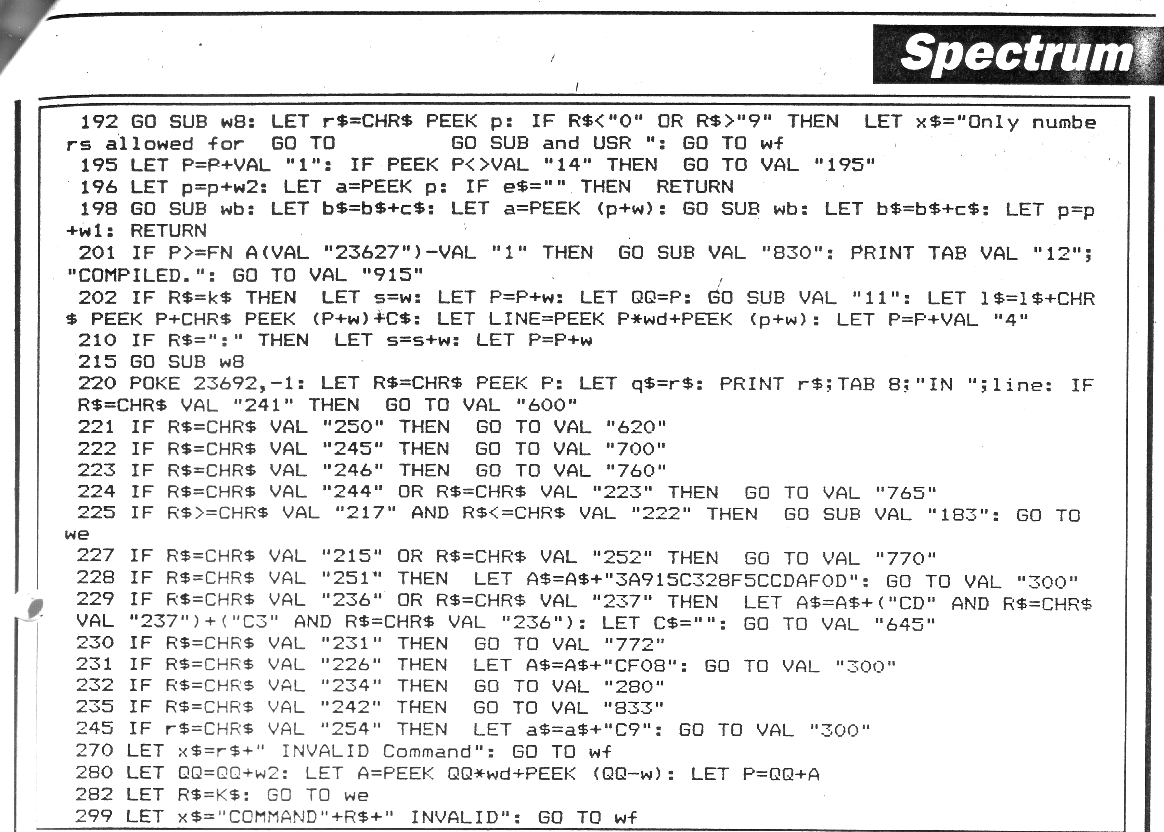 Spectrum
192 GO SUB w8: LET r$=CHR$ PEEK p: IF R$<"0" OR R$>"9" THEN  LET x$="Only numbe
rs allowed for  GO TO          GO SUB and USR ": GO TO wf
195 LET P=P+VAL "1": IF PEEK P<>VAL "14" THEN  GO TO VAL "195"
196 LET p=p+w2: LET a=PEEK p: IF e$="" THEN  RETURN
198 GO SUB wb: LET b$=b$+c$: LET a=PEEK (p+w): GO SUB wb: LET b$=b$+c$: LET p=p
+w1: RETURN
201 IF P>=FN A(VAL "23627")-VAL "1" THEN  GO SUB VAL "830": PRINT TAB VAL "12";
"COMPILED.": GO TO VAL "915"
202 IF R$=k$ THEN  LET s=w: LET P=P+w: LET QQ=P: GO SUB VAL "11": LET l$=l$+CHR
$ PEEK P+CHR$ PEEK (P+w)+C$: LET LINE=PEEK P*wd+PEEK (p+w): LET P=P+VAL "4"
210 IF R$=":" THEN  LET s=s+w: LET P=P+w
215 GO SUB w8
220 POKE 23692,-1: LET R$=CHR$ PEEK P: LET q$=r$: PRINT r$;TAB 8;"IN ";line: IF
R$=CHR$ VAL "241" THEN  GO TO VAL "600"
221 IF R$=CHR$ VAL "250" THEN  GO TO VAL "620"
222 IF R$=CHR$ VAL "245" THEN  GO TO VAL "700"
223 IF R$=CHR$ VAL "246" THEN  GO TO VAL "760"
224 IF R$=CHR$ VAL "244" OR R$=CHR$ VAL "223" THEN  GO TO VAL "765"
225 IF R$>=CHR$ VAL "217" AND R$<=CHR$ VAL "222" THEN  GO SUB VAL "183": GO TO
we
227 IF R$=CHR$ VAL "215" OR R$=CHR$ VAL "252" THEN  GO TO VAL "770"
228 IF R$=CHR$ VAL "251" THEN  LET A$=A$+"3A915C328F5CCDAF0D": GO TO VAL "300"
229 IF R$=CHR$ VAL "236" OR R$=CHR$ VAL "237" THEN  LET A$=A$+("CD" AND R$=CHR$
VAL "237")+("C3" AND R$=CHR$ VAL "236"): LET C$="": GO TO VAL "645"
230 IF R$=CHR$ VAL "231" THEN  GO TO VAL "772"
231 IF R$=CHR$ VAL "226" THEN  LET A$=A$+"CF08": GO TO VAL "300"
232 IF R$=CHR$ VAL "234" THEN  GO TO VAL "280"
235 IF R$=CHR$ VAL "242" THEN  GO TO VAL "833"
245 IF r$=CHR$ VAL "254" THEN  LET a$=a$+"C9": GO TO VAL "300"
270 LET x$=r$+" INVALID Command": GO TO wf
280 LET QQ=QQ+w2: LET A=PEEK QQ*wd+PEEK (QQ-w): LET P=QQ+A
282 LET R$=K$: GO TO we
299 LET x$="COMMAND"+R$+" INVALID": GO TO wf